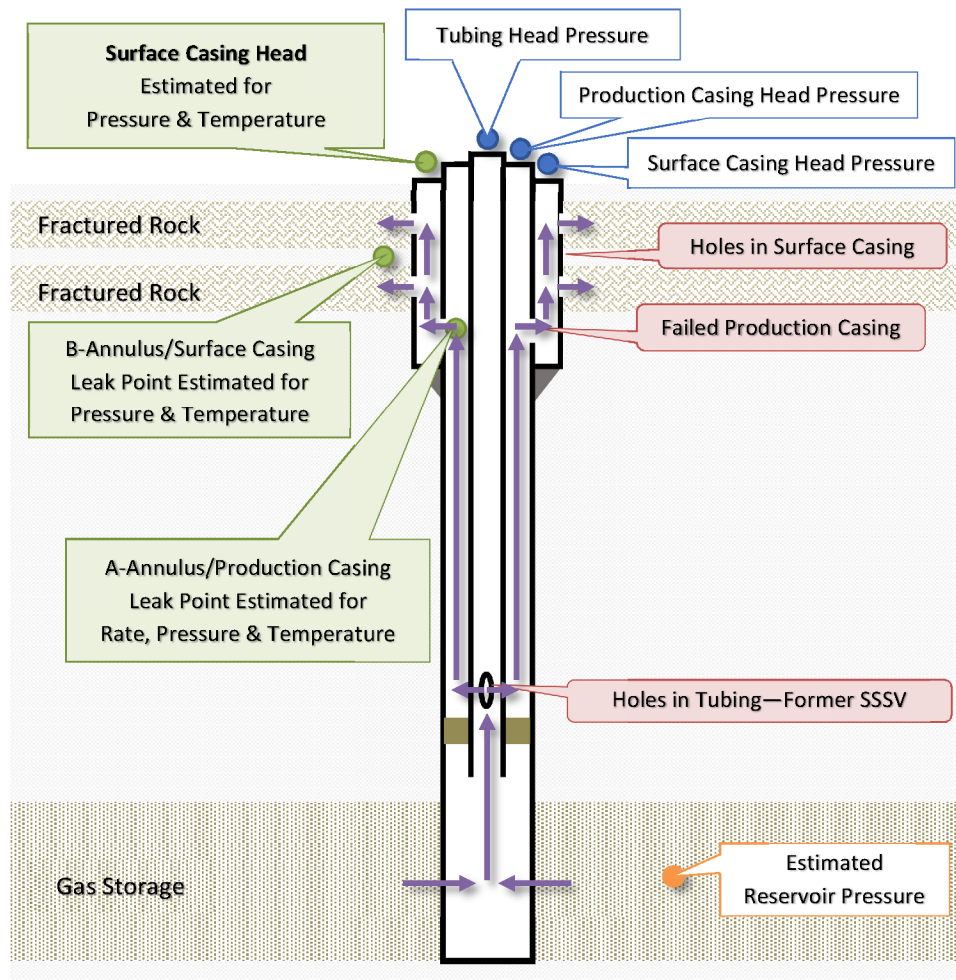 Tubing Head Pressure
Surface Casing Head
Estimated for
Pressure & Temperature
Production Casing Head Pressure
Surface Casing Head Pressure
Fractured Rock
Holes in Surface Casing
Fractured Rock
Failed Production Casing
B-Annulus/Surface Casing
Leak Point Estimated for
Pressure & Temperature
A-Annulus/Production Casing
Leak Point Estimated for
Rate, Pressure & Temperature
Holes in Tubing—Former SSSV
Gas Storage
Estimated
Reservoir Pressure